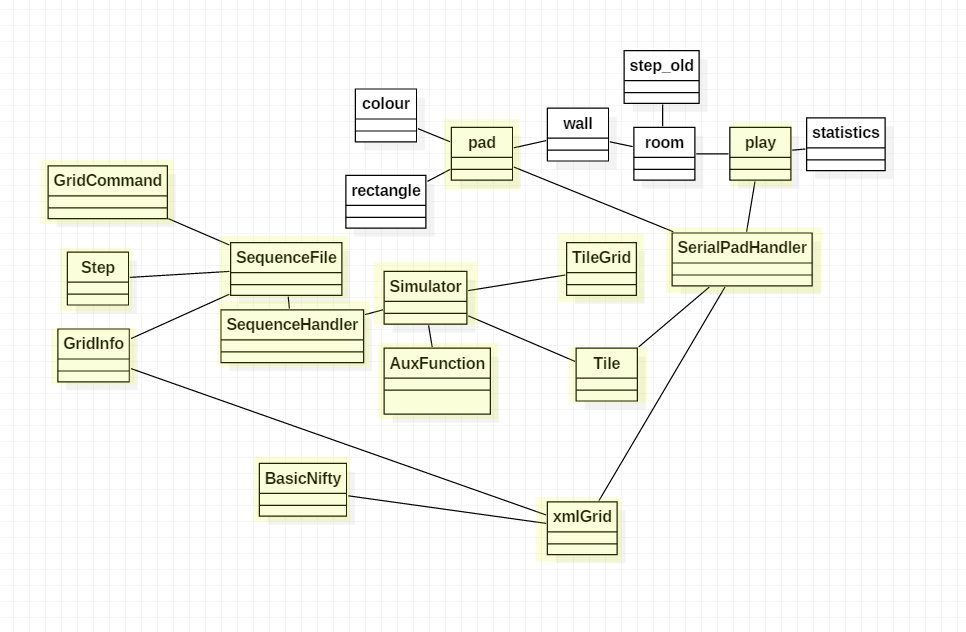 step_old
colour
wall
statistics
pad
room
play
GridCommand
rectangle
SerialPadHandler
SequenceFile
TileGrid
Step
Simulator
SequenceHandler
GridInfo
AuxFunction
Tile
BasicNifty
xmlGrid